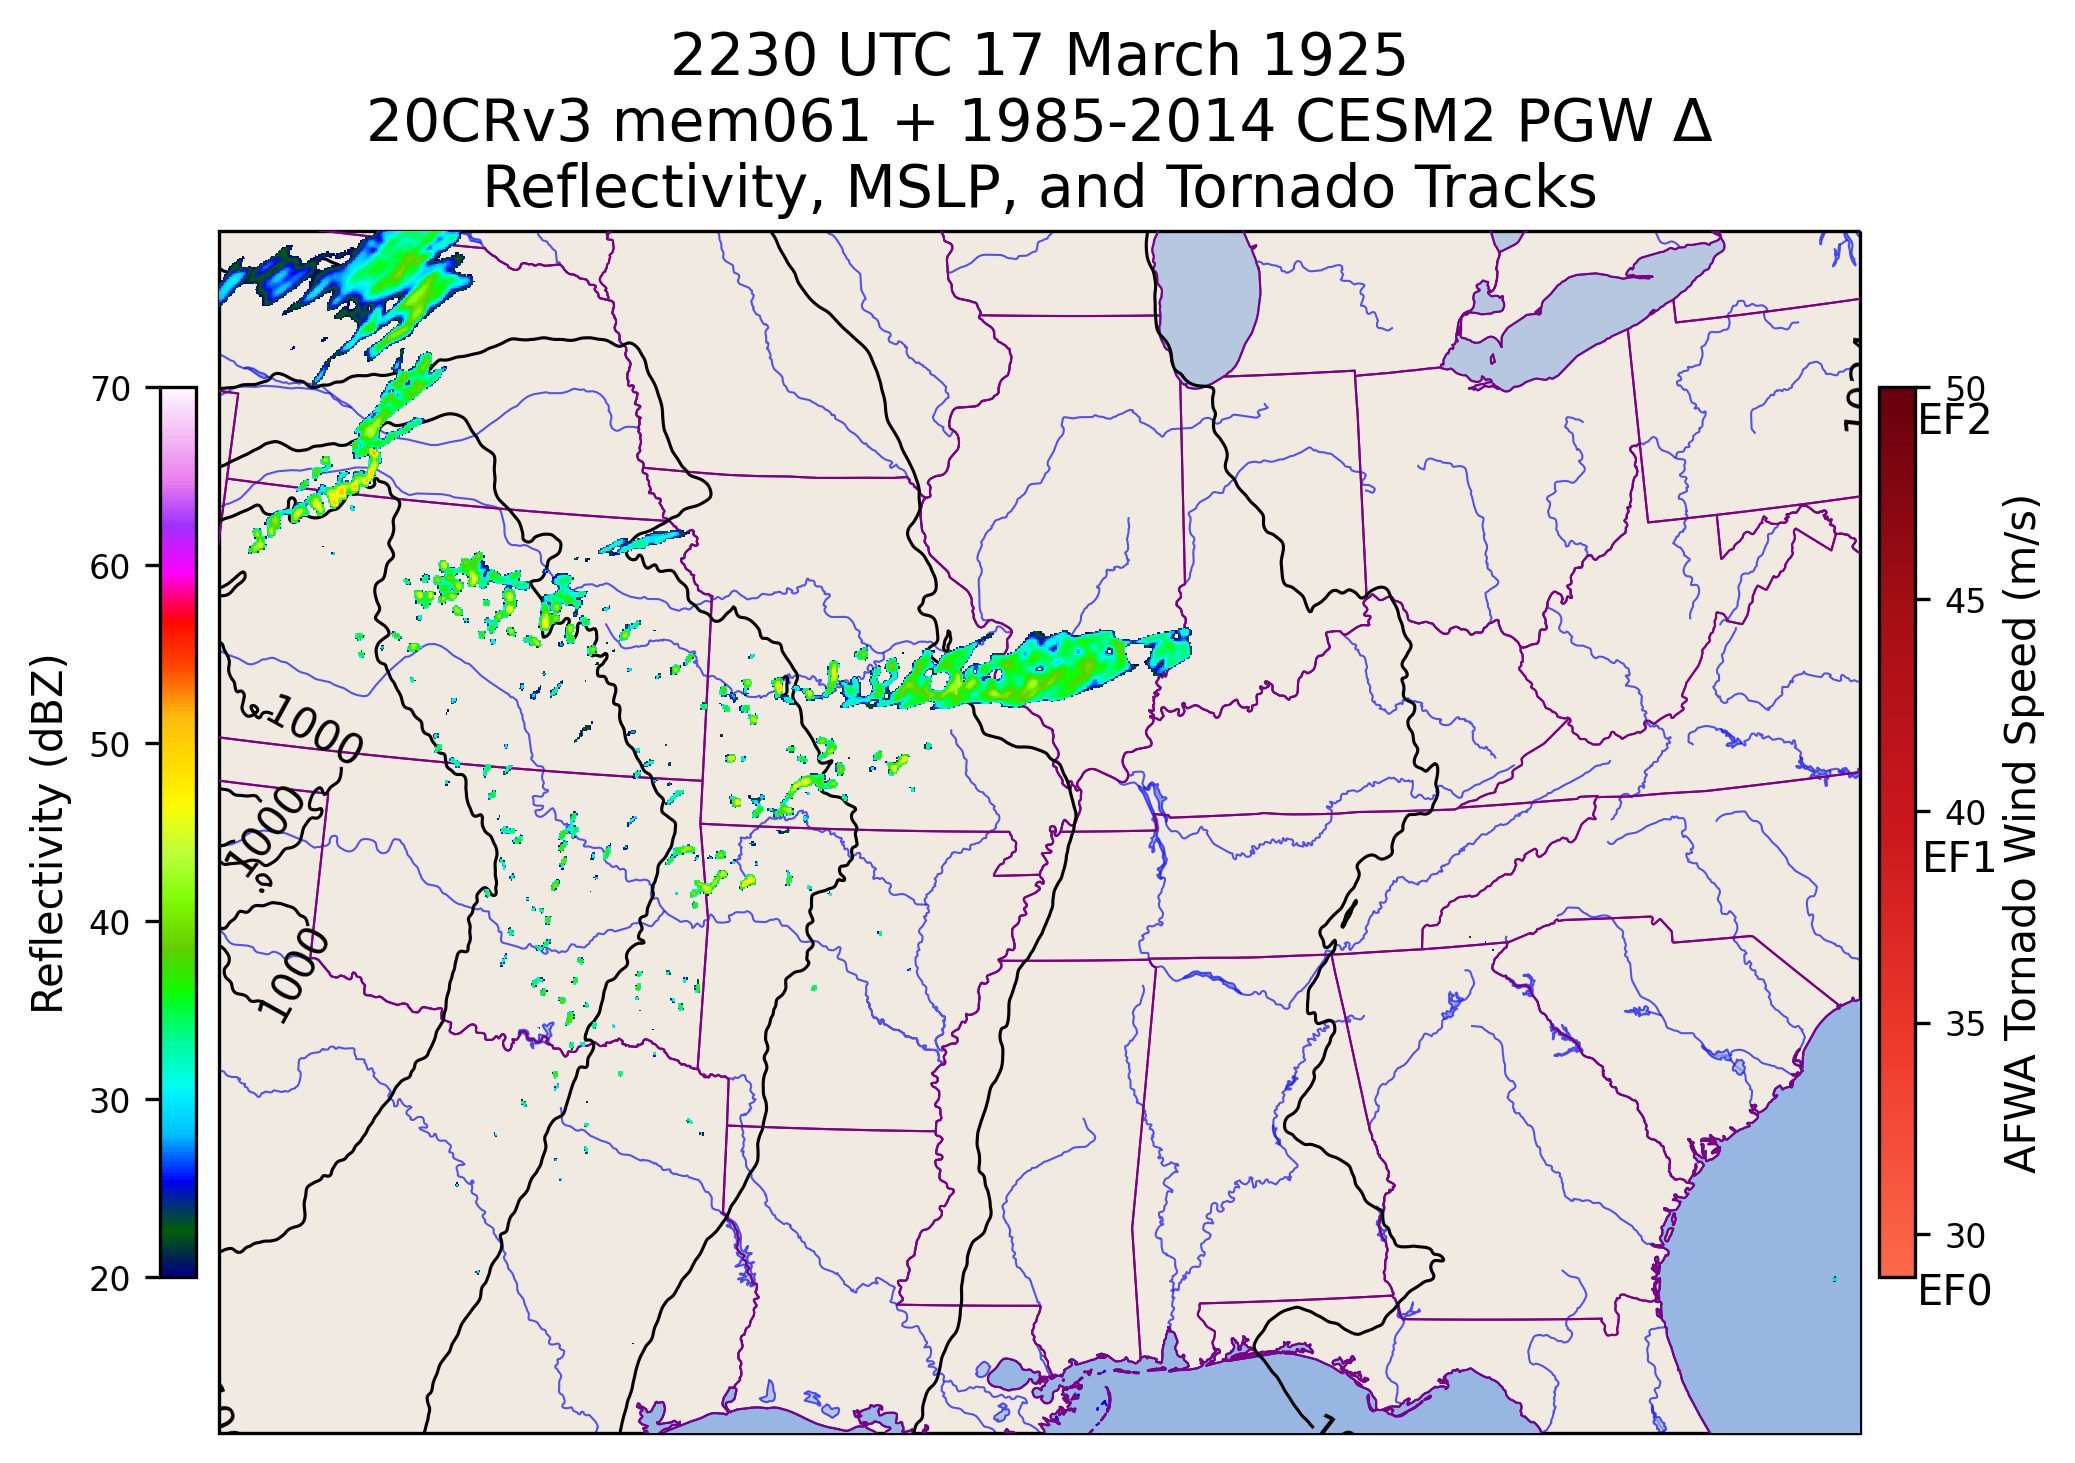 2230 UTC 17 March 1925
20CRv3 mem061 + 1985-2014 CESM2 PGW Δ
Reflectivity, MSLP, and Tornado Tracks
70
60
50
40
30
20
Reflectivity (dBZ)
1000
1000
1000
50
EF2
45
40
EF1
35
30
EF0
AFWA Tornado Wind Speed (m/s)